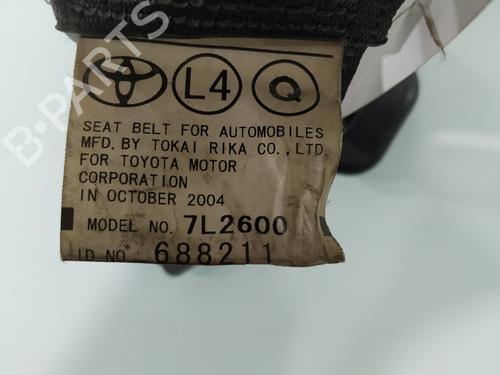 L4 Q
SEAT BELT FOR AUTOMOBILES
MFD. BY TOKAI RIKA CO.,LTD.
FOR TOYOTA MOTOR
CORPORATION
IN OCTOBER 2004
MODEL NO. 7L2600
ID NO. 688211
B-PARTS